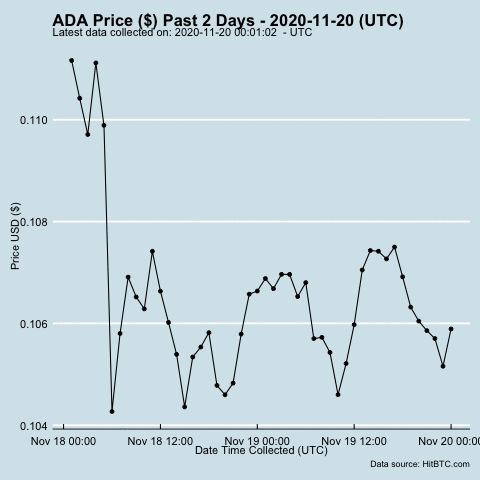 ADA Price ($) Past 2 Days - 2020-11-20 (UTC)
Latest data collected on: 2020-11-20 00:01:02 - UTC
Price USD ($)
0.110
0.108
0.106
0.104
Nov 18 00:00 Nov 18 12:00 Nov 19 00:00 Nov 19 12:00 Nov 20 00:00
Date Time Collected (UTC)
Data source: HitBTC.com